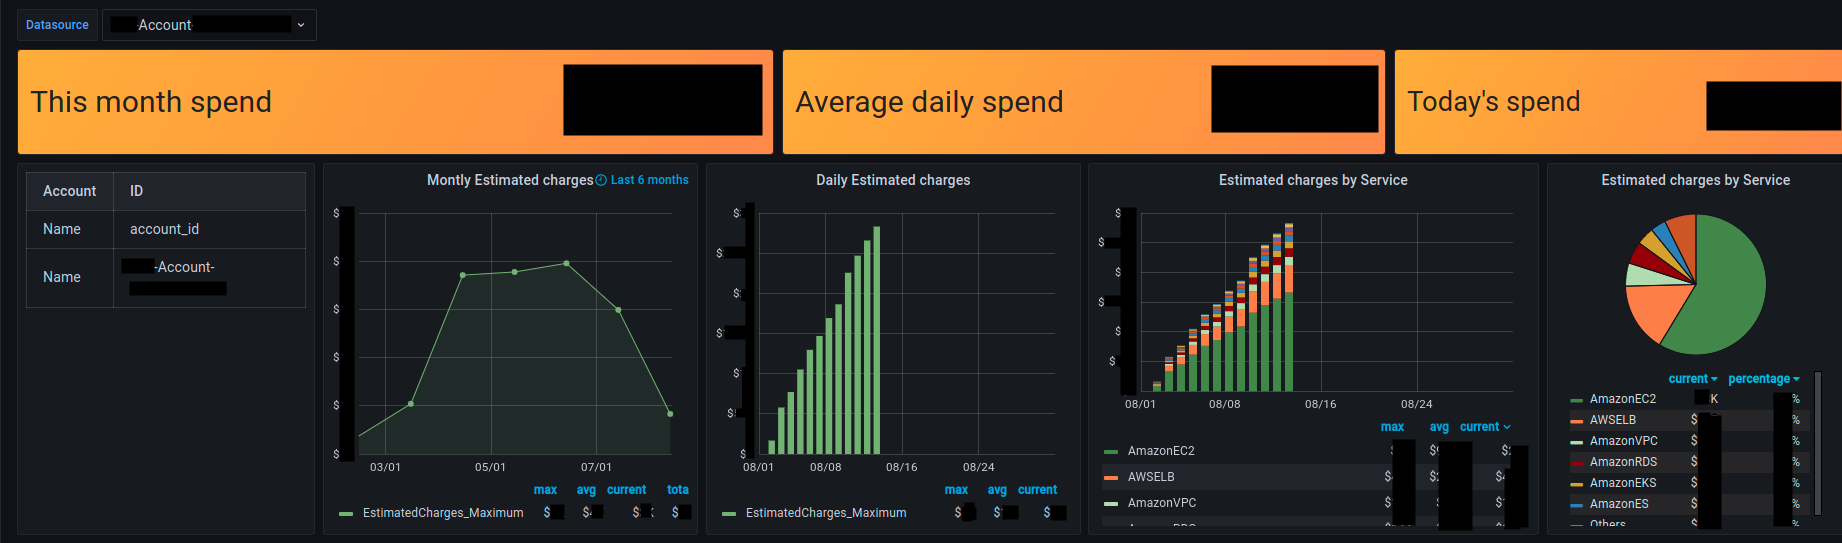 Datasource
-Account-
This month spend
Average daily spend
Today's spend
Account ID
Name account_id
Name -Account-
Montly Estimated charges Last 6 months
$
$
$
$
$
$
03/01 05/01 07/01
max avg current tota
EstimatedCharges_Maximum $ $ $ K $
Daily Estimated charges
$
$
$
$
$
$
$
08/01 08/08 08/16 08/24
max avg current
EstimatedCharges_Maximum $ $ $
Estimated charges by Service
$
$
$
$
$
$
08/01 08/08 08/16 08/24
max avg current
AmazonEC2 $ $
AWSELB $ $ $
AmazonVPC $ $ $
Estimated charges by Service
current percentage
AmazonEC2 K %
AWSELB $ %
AmazonVPC $ %
AmazonRDS $ %
AmazonEKS $ %
AmazonES $ %
Others